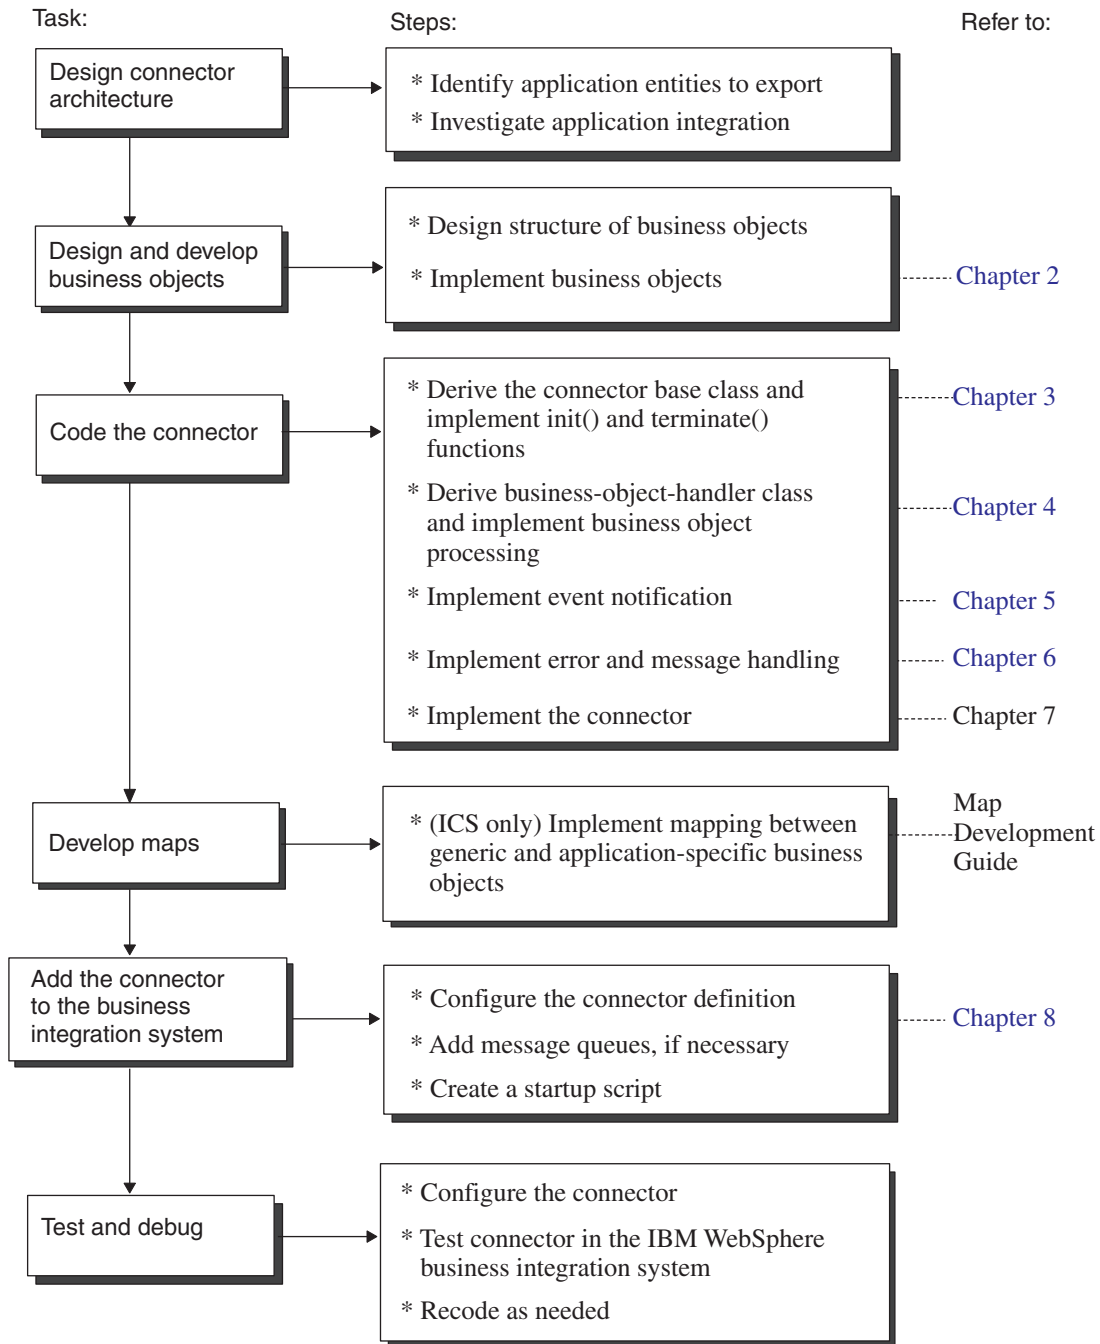 Task:
Steps:
Refer to:
Design connector
architecture
* Identify application entities to export
* Investigate application integration
Design and develop
business objects
* Design structure of business objects
* Implement business objects
Chapter 2
Code the connector
* Derive the connector base class and
implement init() and terminate()
functions
Chapter 3
* Derive business-object-handler class
and implement business object
processing
Chapter 4
* Implement event notification
Chapter 5
* Implement error and message handling
Chapter 6
* Implement the connector
Chapter 7
Develop maps
* (ICS only) Implement mapping between
generic and application-specific business
objects
Map
Development
Guide
Add the connector
to the business
integration system
* Configure the connector definition
* Add message queues, if necessary
* Create a startup script
Chapter 8
Test and debug
* Configure the connector
* Test connector in the IBM WebSphere
business integration system
* Recode as needed